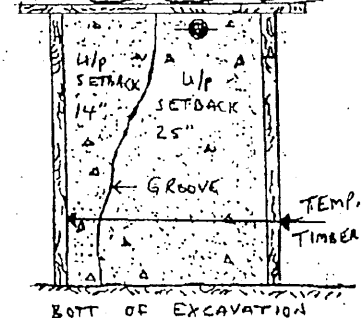 U/P
SETBACK
14"
U/P
SETBACK
25"
GROOVE
TEMP.
TIMBER
BOTT OF EXCAVATION